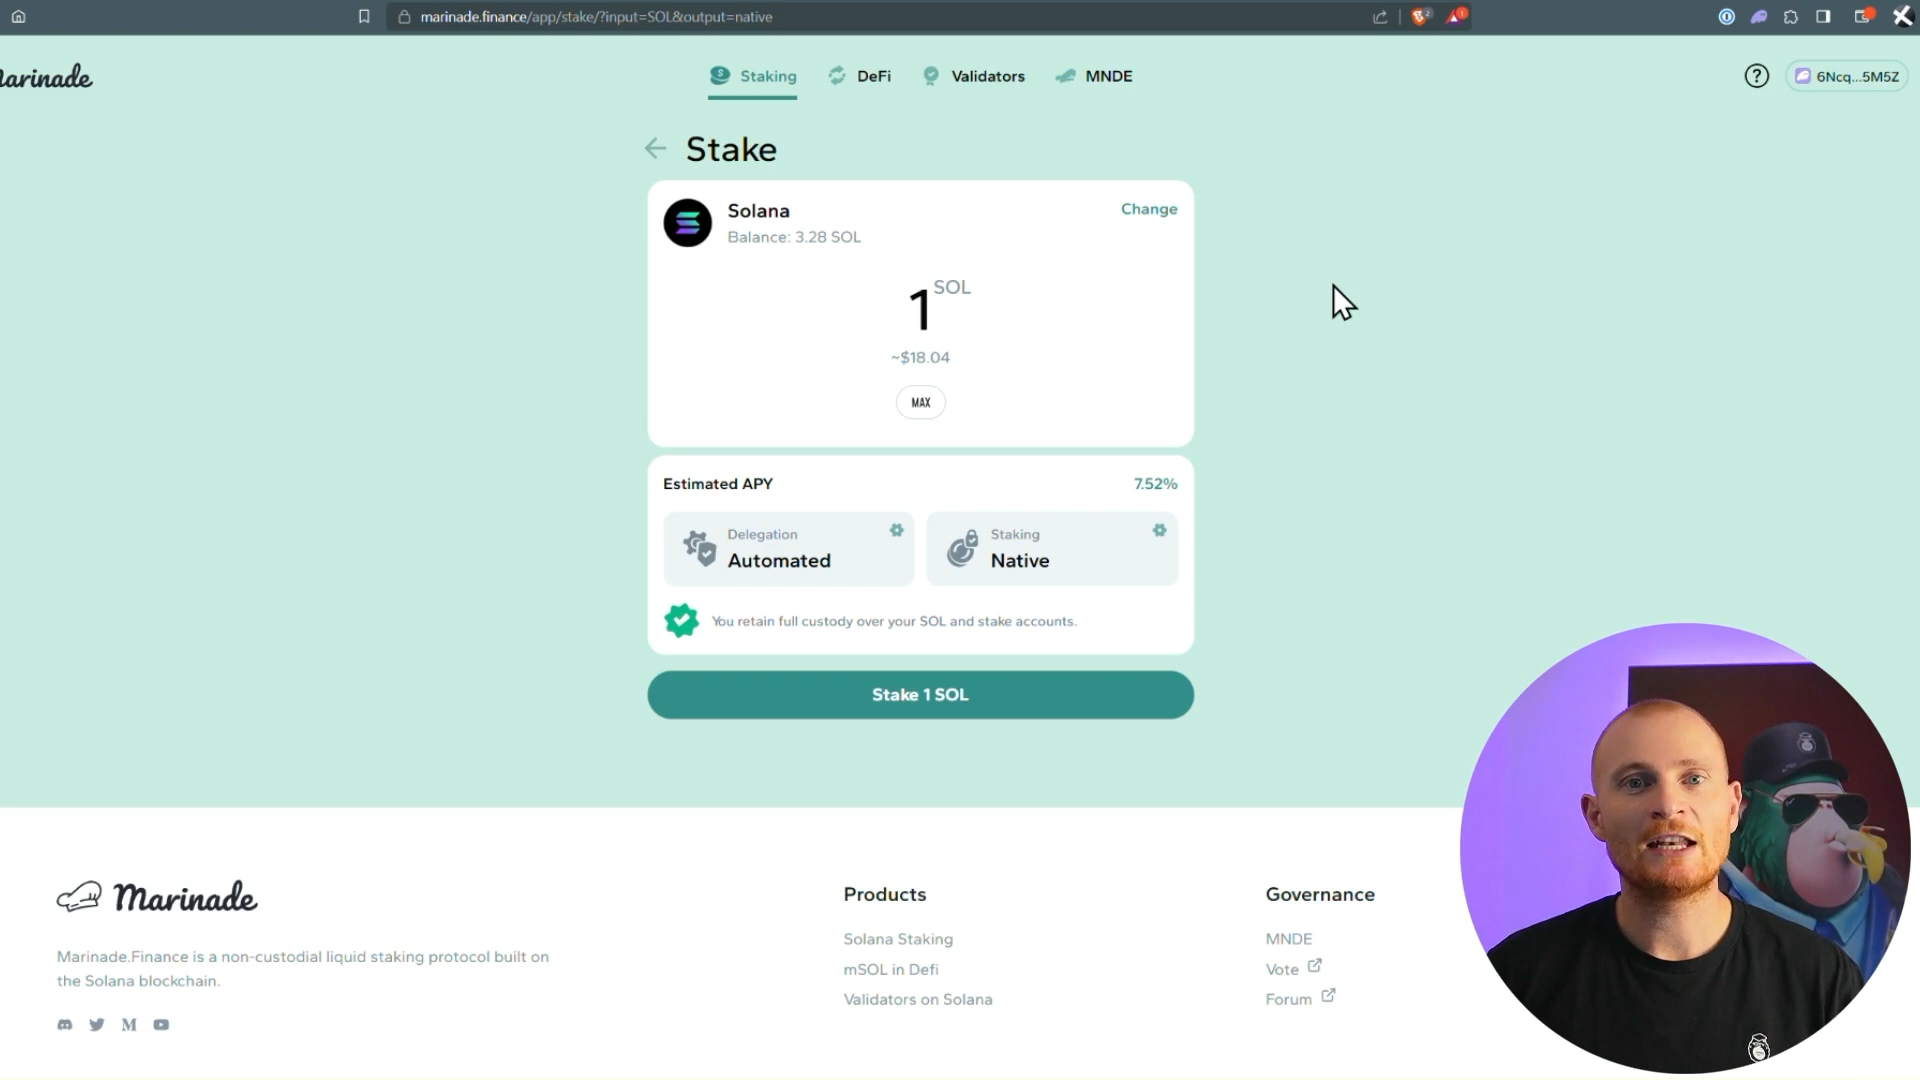 marinade.finance/app/stake/?input=SOL&output=native
2
1
Marinade
Staking
DeFi
Validators
MNDE
?
6Ncq...5M5Z
Stake
Solana
Change
Balance: 3.28 SOL
1 SOL
~$18.04
MAX
Estimated APY
7.52%
Delegation
Automated
Staking
Native
You retain full custody over your SOL and stake accounts.
Stake 1 SOL
Marinade
Marinade.Finance is a non-custodial liquid staking protocol built on
the Solana blockchain.
Products
Solana Staking
mSOL in Defi
Validators on Solana
Governance
MNDE
Vote
Forum